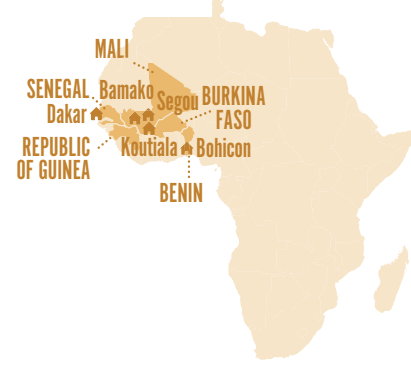 MALI
SENEGAL
Bamako
Segou
BURKINA
FASO
Dakar
REPUBLIC
OF GUINEA
Koutiala
Bohicon
BENIN